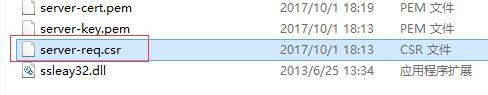 server-cert.pem 2017/10/1 18:19 PEM 文件
server-key.pem 2017/10/1 18:13 PEM 文件
server-req.csr 2017/10/1 18:13 CSR 文件
ssleay32.dll 2013/6/25 13:34 应用程序扩展